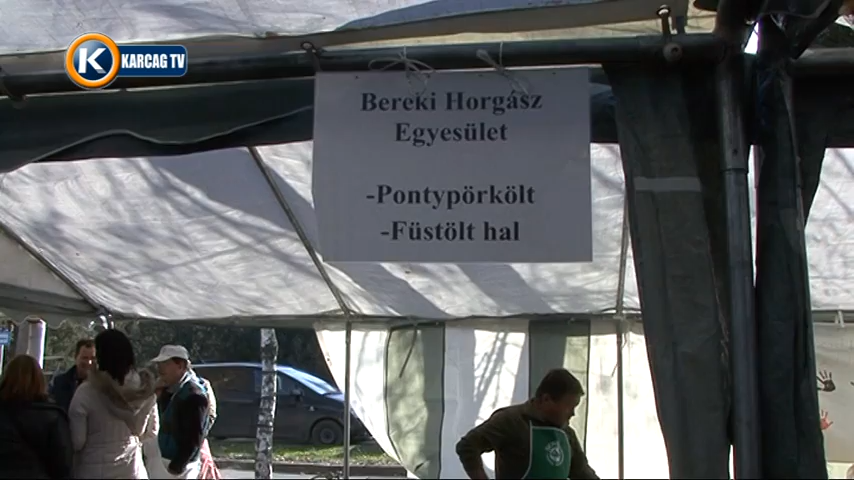 K KARCAG TV
Bereki Horgász
Egyesület
-Pontypörkölt
-Füstölt hal